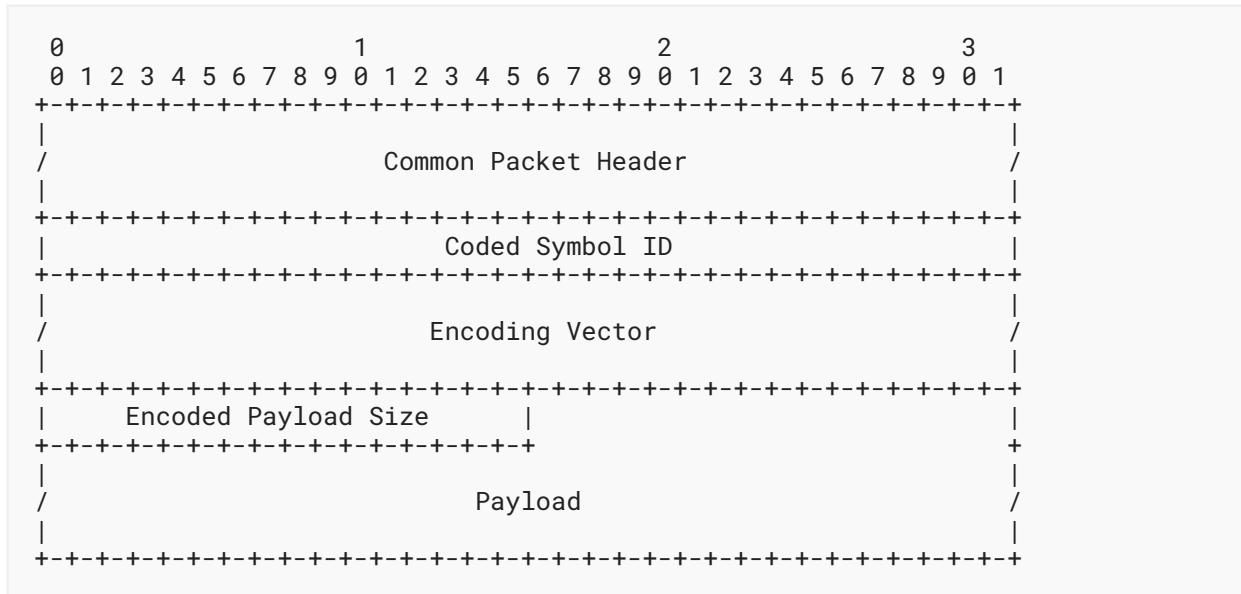 0                   1                   2                   3
 0 1 2 3 4 5 6 7 8 9 0 1 2 3 4 5 6 7 8 9 0 1 2 3 4 5 6 7 8 9 0 1
+-+-+-+-+-+-+-+-+-+-+-+-+-+-+-+-+-+-+-+-+-+-+-+-+-+-+-+-+-+-+-+-+
|                                                               |
/                      Common Packet Header                     /
|                                                               |
+-+-+-+-+-+-+-+-+-+-+-+-+-+-+-+-+-+-+-+-+-+-+-+-+-+-+-+-+-+-+-+-+
|                          Coded Symbol ID                      |
+-+-+-+-+-+-+-+-+-+-+-+-+-+-+-+-+-+-+-+-+-+-+-+-+-+-+-+-+-+-+-+-+
|                                                               |
/                         Encoding Vector                       /
|                                                               |
+-+-+-+-+-+-+-+-+-+-+-+-+-+-+-+-+-+-+-+-+-+-+-+-+-+-+-+-+-+-+-+-+
|     Encoded Payload Size      |                               |
+-+-+-+-+-+-+-+-+-+-+-+-+-+-+-+-+                               +
|                                                               |
/                            Payload                            /
|                                                               |
+-+-+-+-+-+-+-+-+-+-+-+-+-+-+-+-+-+-+-+-+-+-+-+-+-+-+-+-+-+-+-+-+